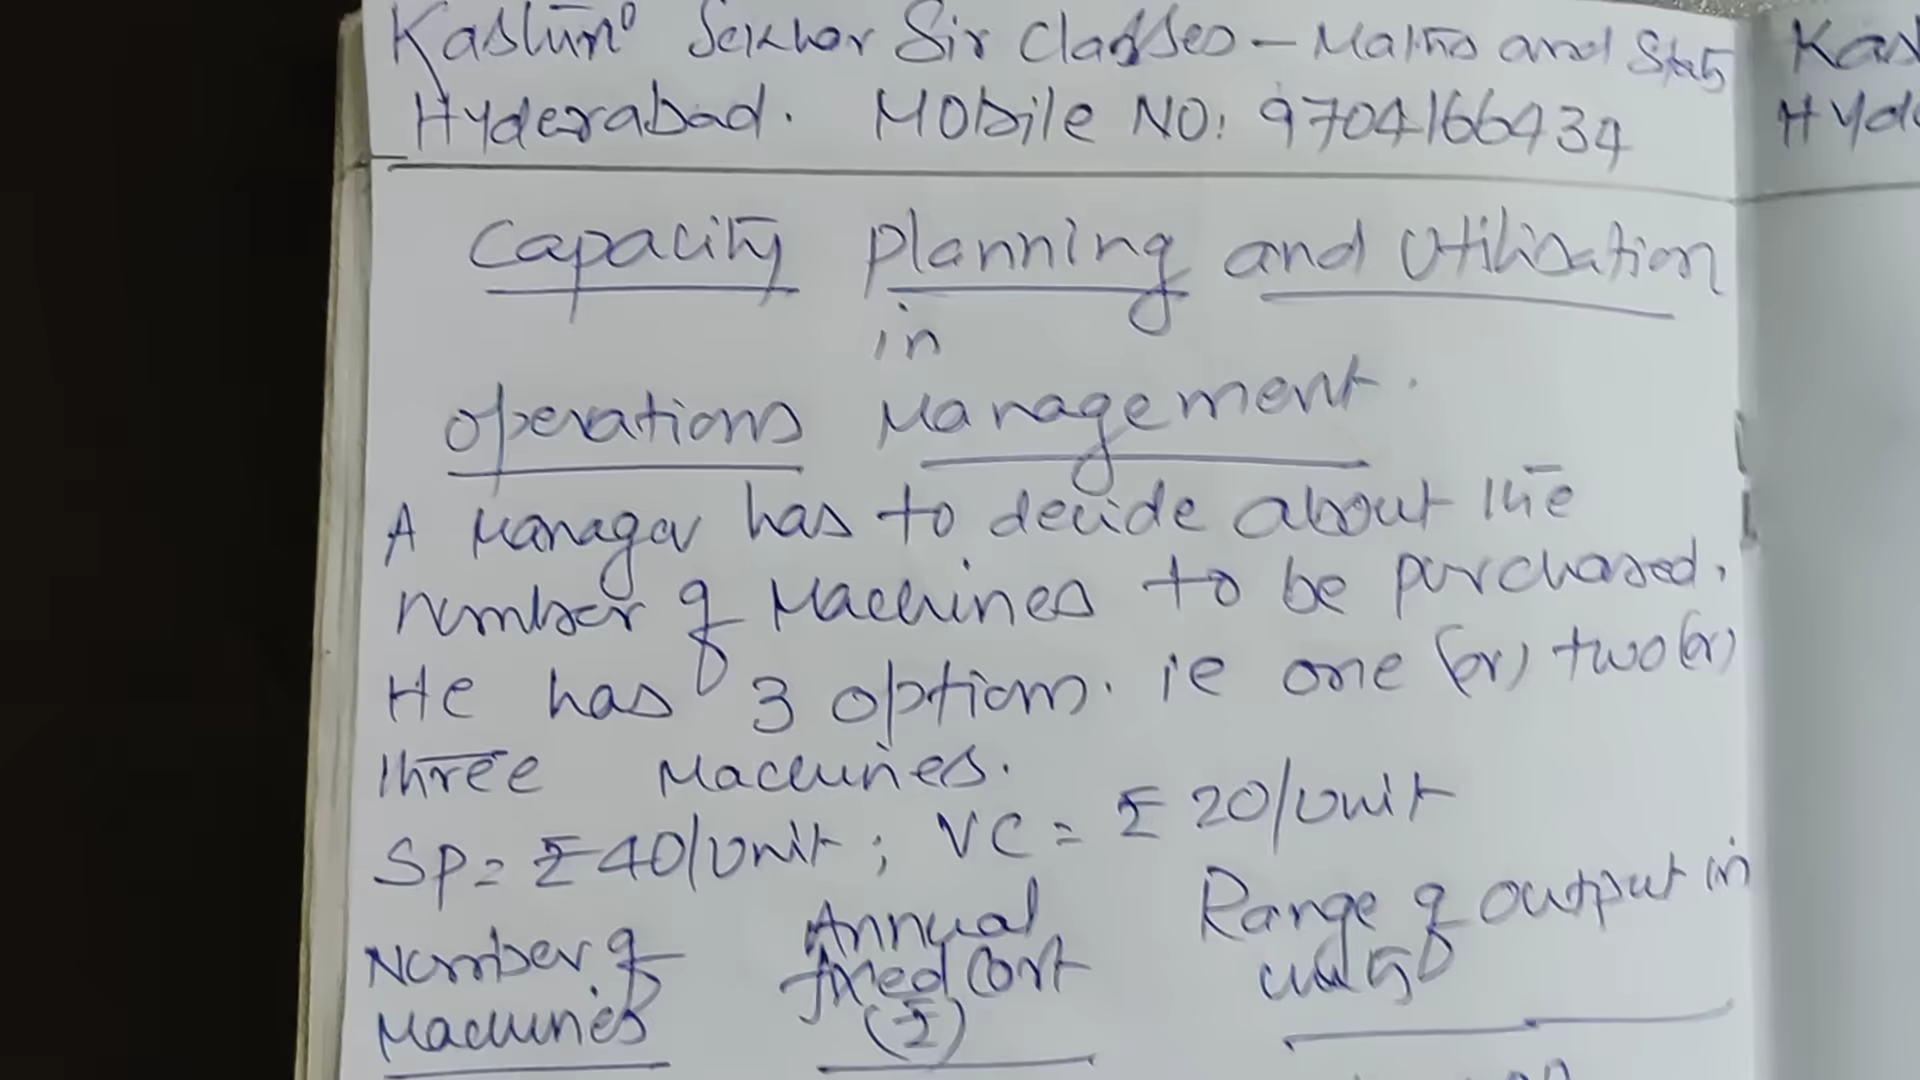 Kasturi Sekhar Sir Classes - Maths and Stats
Hyderabad. Mobile NO: 9704166434
Capacity planning and Utilisation
in
Operations Management.
A Manager has to decide about the
number of Machines to be purchased.
He has 3 options. ie one (or) two (or)
three Machines.
SP = ₹40/Unit ; VC = ₹ 20/Unit
Number of Machines
Annual fixed Cost (₹)
Range of output in units
Kas
Hyde